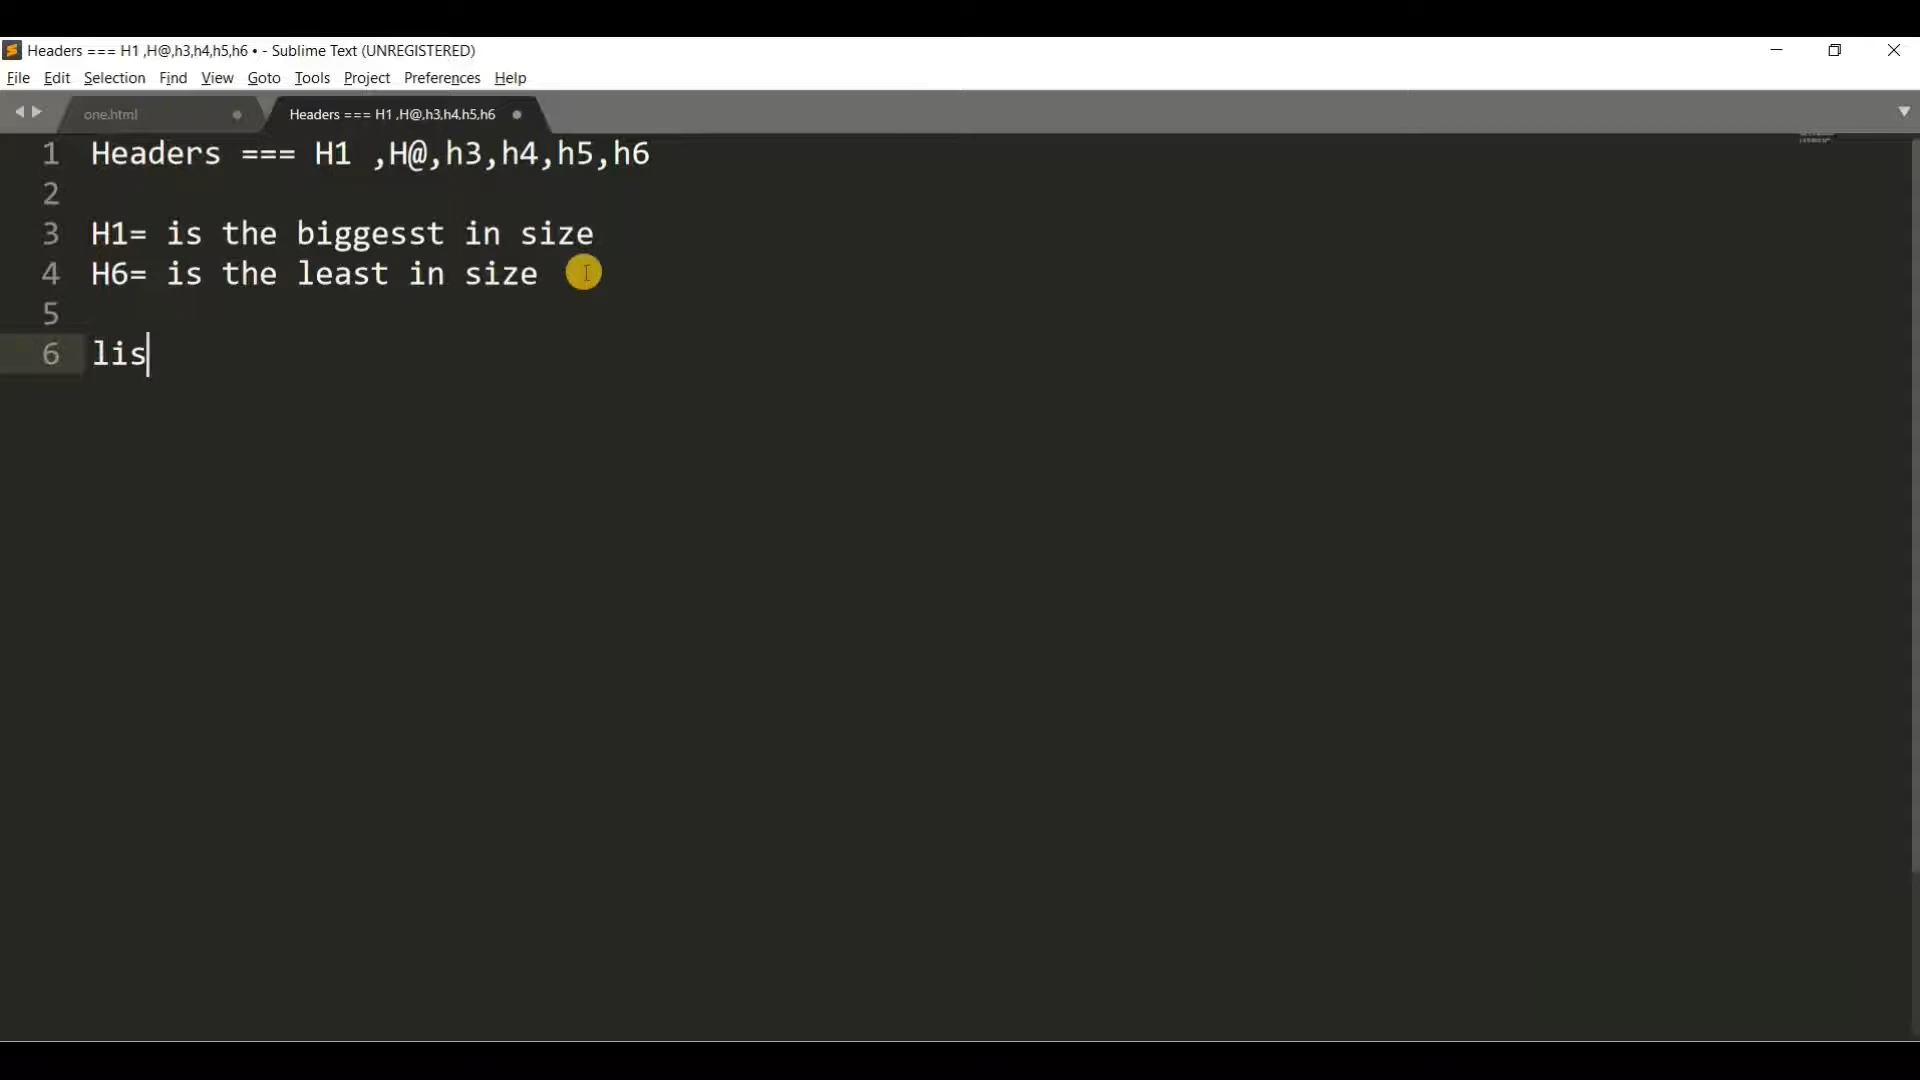 Headers === H1 ,H@,h3,h4,h5,h6 • - Sublime Text (UNREGISTERED)
File Edit Selection Find View Goto Tools Project Preferences Help
one.html Headers === H1 ,H@,h3,h4,h5,h6
1 Headers === H1 ,H@,h3,h4,h5,h6
2
3 H1= is the biggesst in size
4 H6= is the least in size
5
6 lis